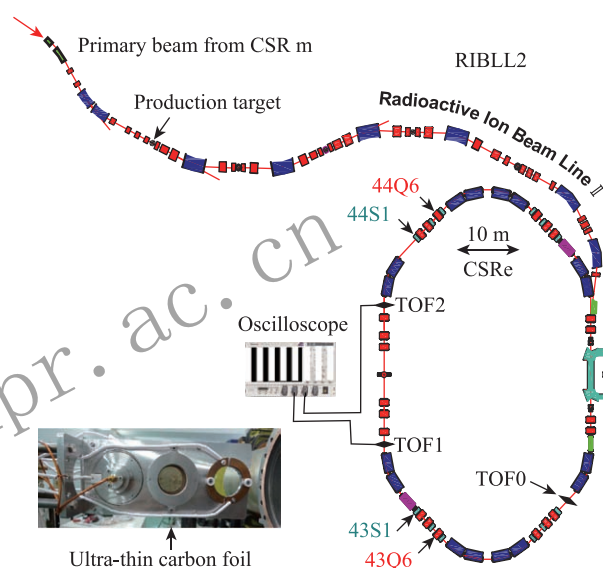 Primary beam from CSR m
RIBLL2
Production target
Radioactive Ion Beam Line II
44Q6
44S1
10 m
CSRe
TOF2
Oscilloscope
TOF1
TOF0
43S1
43Q6
Ultra-thin carbon foil
pr.ac.cn